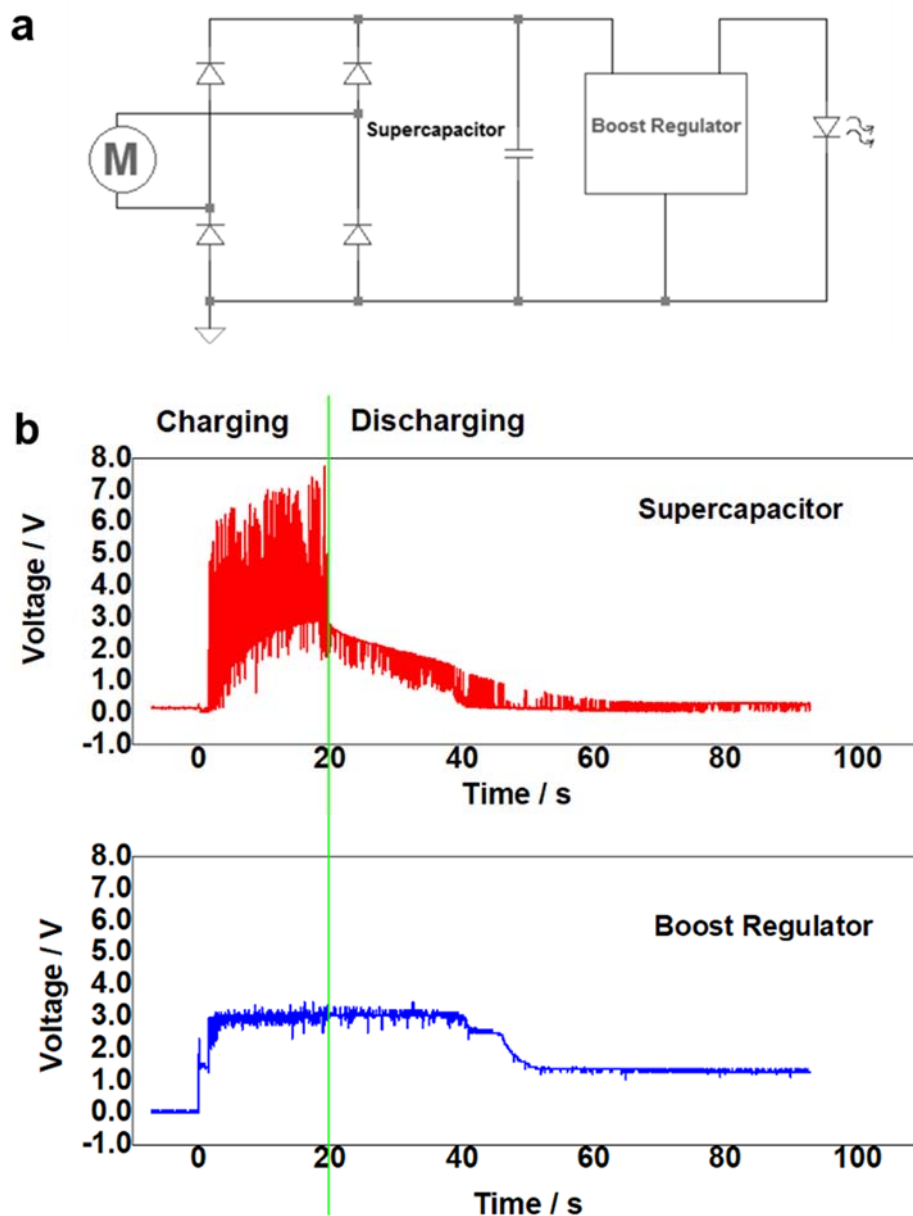 a
M
Supercapacitor
Boost Regulator
b
Charging Discharging
Voltage / V
8.0
7.0
6.0
5.0
4.0
3.0
2.0
1.0
0.0
-1.0
Supercapacitor
0 20 40 60 80 100
Time / s
Voltage / V
8.0
7.0
6.0
5.0
4.0
3.0
2.0
1.0
0.0
-1.0
Boost Regulator
0 20 40 60 80 100
Time / s